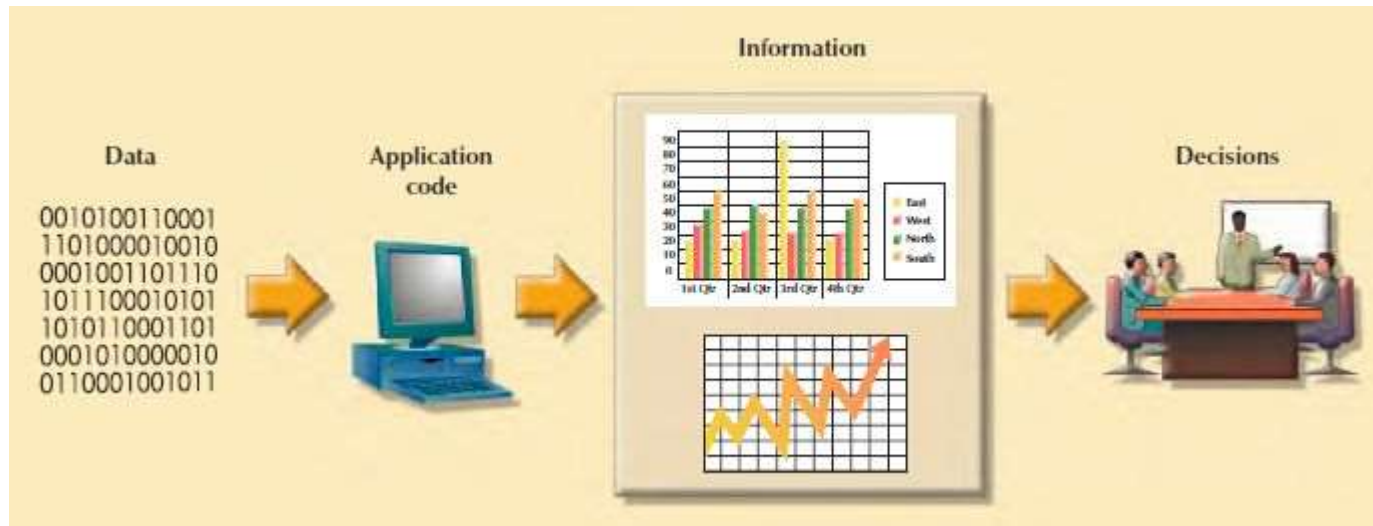 Information
Data
0010100110001
1101000010010
0001001101110
1011100010101
1010110001101
0001010000010
0110001001011
Application
code
90
80
70
60
50
40
30
20
10
0
1st Qtr 2nd Qtr 3rd Qtr 4th Qtr
East
West
North
South
Decisions